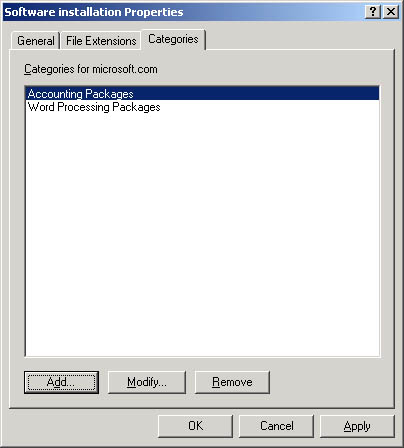 Software installation Properties
General File Extensions Categories
Categories for microsoft.com
Accounting Packages
Word Processing Packages
Add... Modify... Remove
OK Cancel Apply